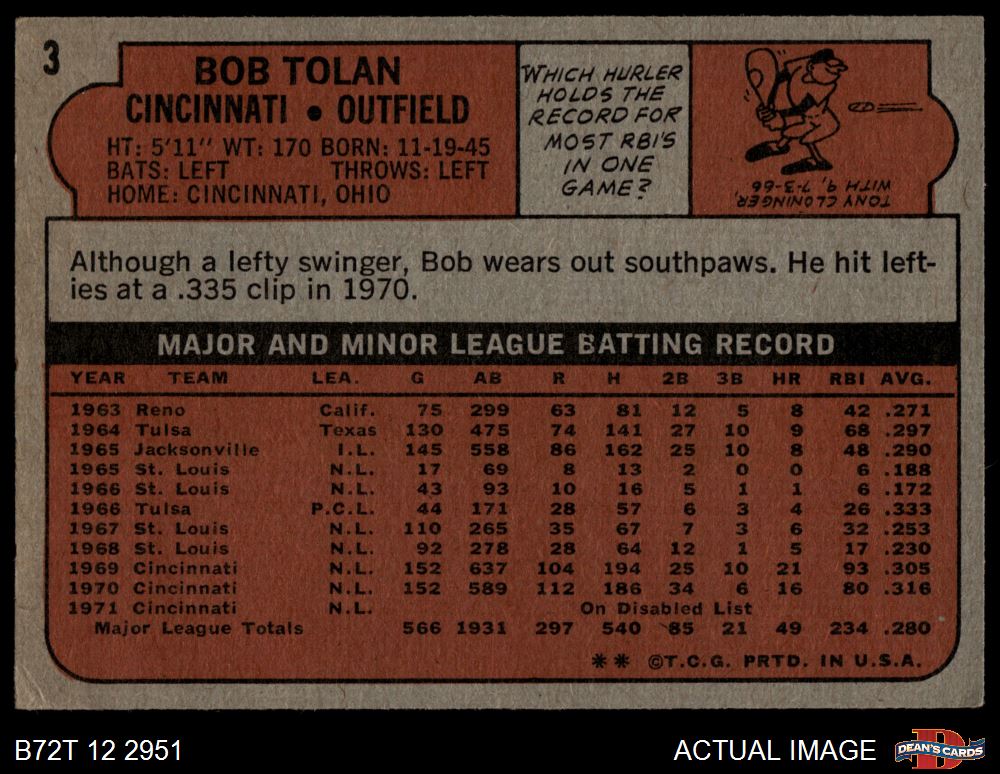 3
BOB TOLAN
CINCINNATI • OUTFIELD
HT: 5'11" WT: 170 BORN: 11-19-45
BATS: LEFT THROWS: LEFT
HOME: CINCINNATI, OHIO
WHICH HURLER
HOLDS THE
RECORD FOR
MOST RBI'S
IN ONE
GAME?
TONY CLONINGER,
WITH 9, 7-3-66
Although a lefty swinger, Bob wears out southpaws. He hit left-
ies at a .335 clip in 1970.
MAJOR AND MINOR LEAGUE BATTING RECORD
YEAR TEAM LEA. G AB R H 2B 3B HR RBI AVG.
1963 Reno Calif. 75 299 63 81 12 5 8 42 .271
1964 Tulsa Texas 130 475 74 141 27 10 9 68 .297
1965 Jacksonville I.L. 145 558 86 162 25 10 8 48 .290
1965 St. Louis N.L. 17 69 8 13 2 0 0 6 .188
1966 St. Louis N.L. 43 93 10 16 5 1 1 6 .172
1966 Tulsa P.C.L. 44 171 28 57 6 3 4 26 .333
1967 St. Louis N.L. 110 265 35 67 7 3 6 32 .253
1968 St. Louis N.L. 92 278 28 64 12 1 5 17 .230
1969 Cincinnati N.L. 152 637 104 194 25 10 21 93 .305
1970 Cincinnati N.L. 152 589 112 186 34 6 16 80 .316
1971 Cincinnati N.L. On Disabled List
Major League Totals 566 1931 297 540 85 21 49 234 .280
** ©T.C.G. PRTD. IN U.S.A.
B72T 12 2951 ACTUAL IMAGE
D
DEAN'S CARDS